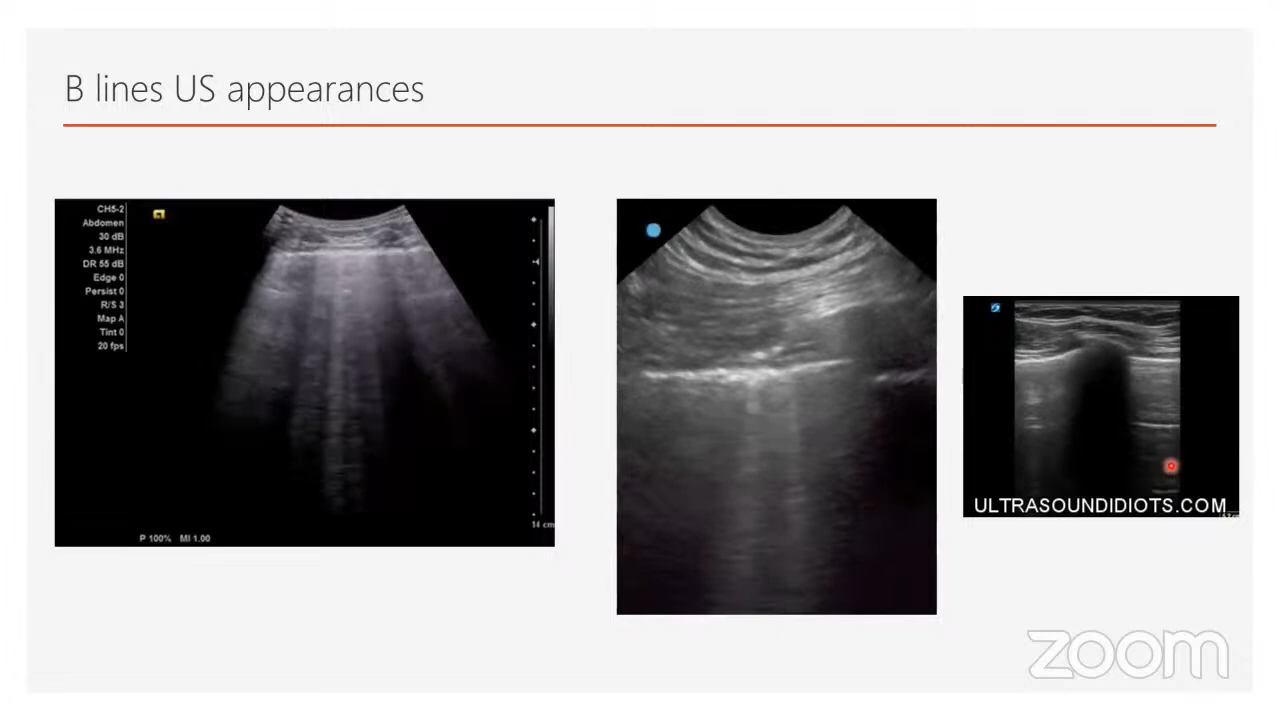 B lines US appearances
CH5-2
Abdomen
30 dB
3.6 MHz
DR 55 dB
Edge 0
Persist 0
R/S 3
Map A
Tint 0
20 fps
14 cm
P 100% MI 1.00
ULTRASOUNDIDIOTS.COM
zoom